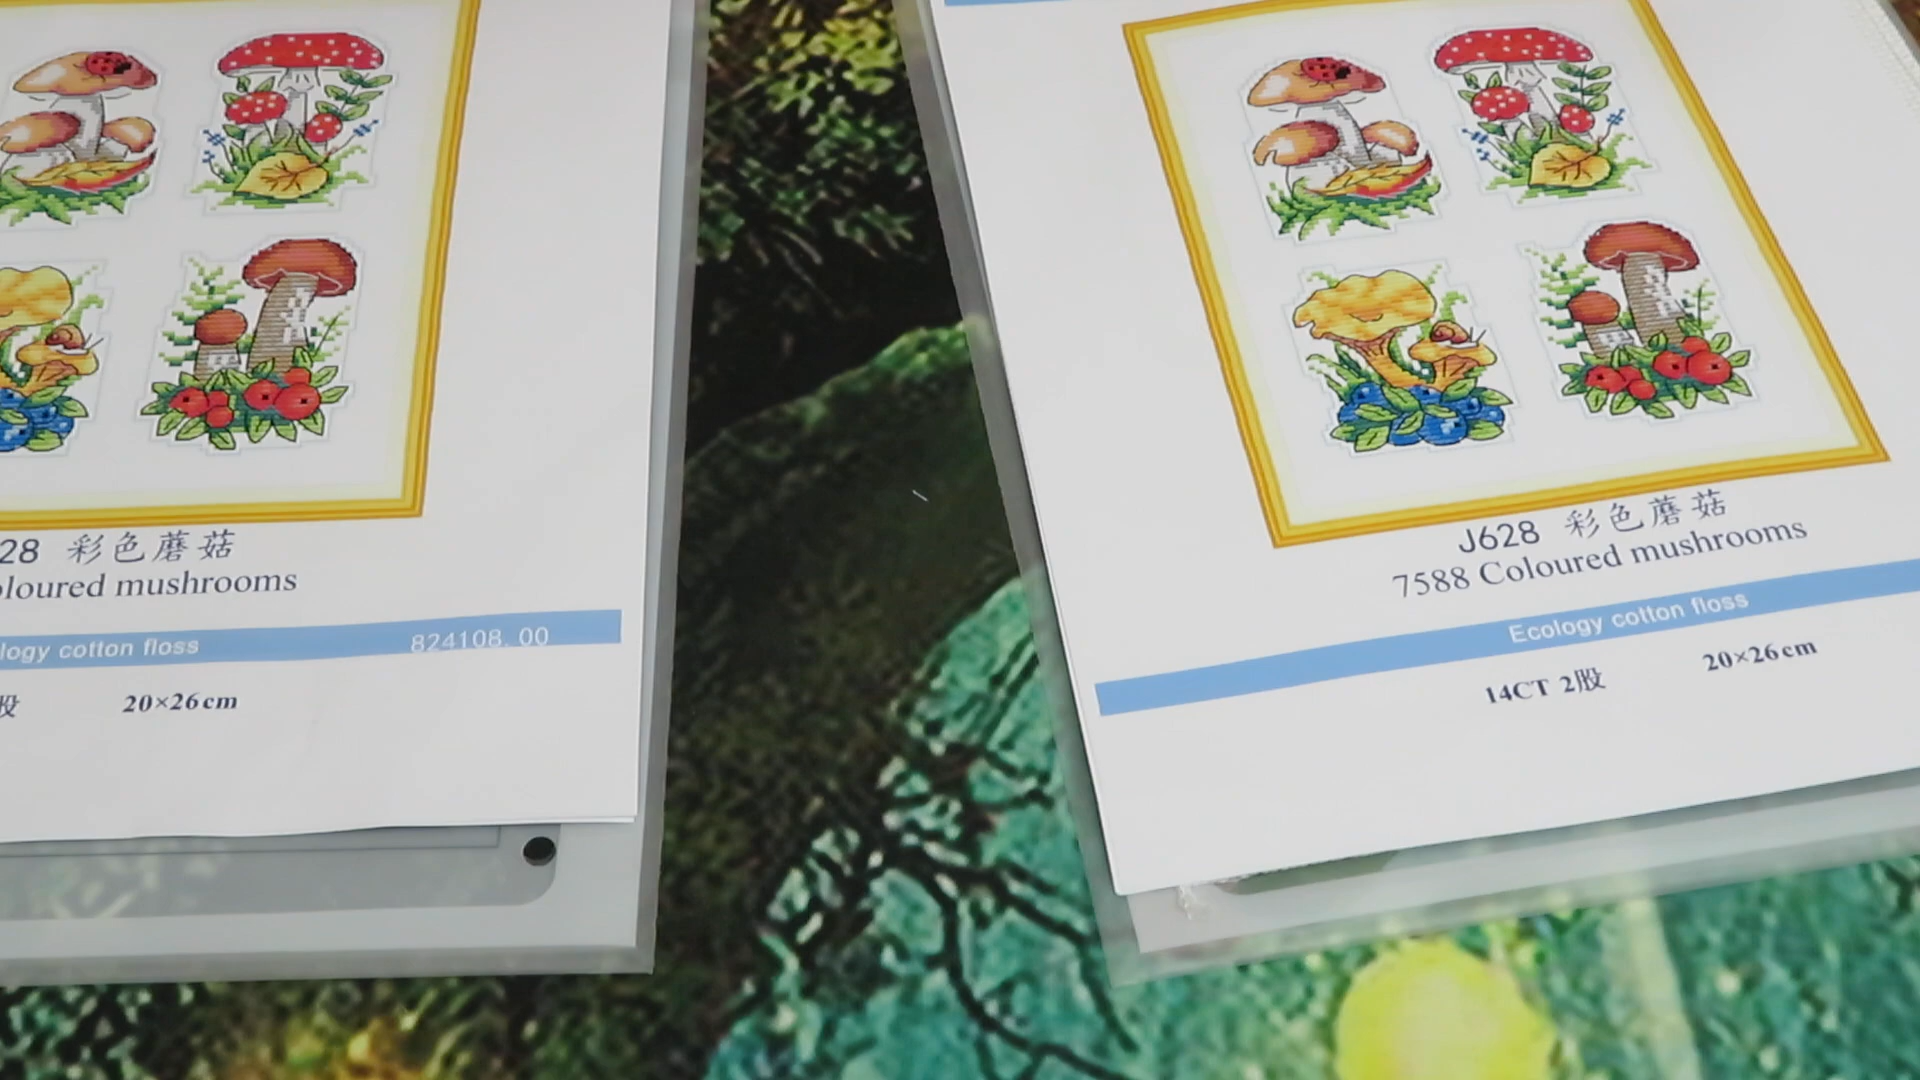 28 彩色蘑菇
oloured mushrooms
logy cotton floss 824108.00
股 20×26cm
J628 彩色蘑菇
7588 Coloured mushrooms
Ecology cotton floss
14CT 2股 20×26cm